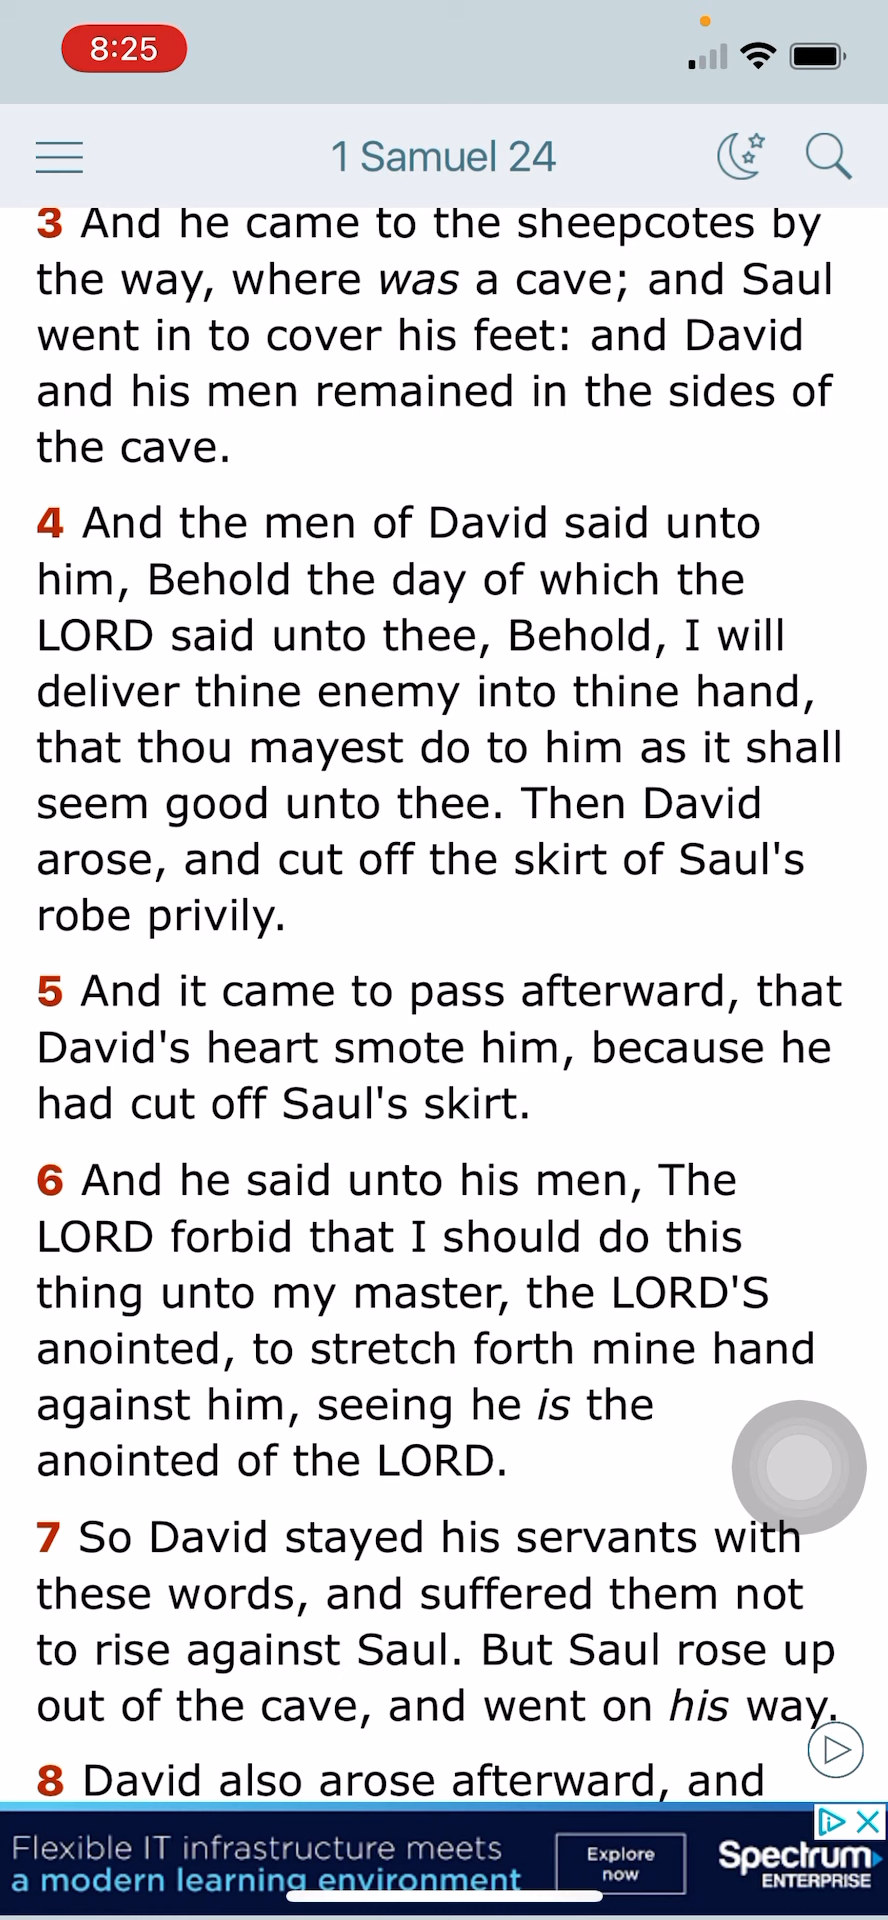 8:25
1 Samuel 24
3 And he came to the sheepcotes by
the way, where was a cave; and Saul
went in to cover his feet: and David
and his men remained in the sides of
the cave.
4 And the men of David said unto
him, Behold the day of which the
LORD said unto thee, Behold, I will
deliver thine enemy into thine hand,
that thou mayest do to him as it shall
seem good unto thee. Then David
arose, and cut off the skirt of Saul's
robe privily.
5 And it came to pass afterward, that
David's heart smote him, because he
had cut off Saul's skirt.
6 And he said unto his men, The
LORD forbid that I should do this
thing unto my master, the LORD'S
anointed, to stretch forth mine hand
against him, seeing he is the
anointed of the LORD.
7 So David stayed his servants with
these words, and suffered them not
to rise against Saul. But Saul rose up
out of the cave, and went on his way.
8 David also arose afterward, and
Flexible IT infrastructure meets
a modern learning environment
Explore
now
Spectrum
ENTERPRISE